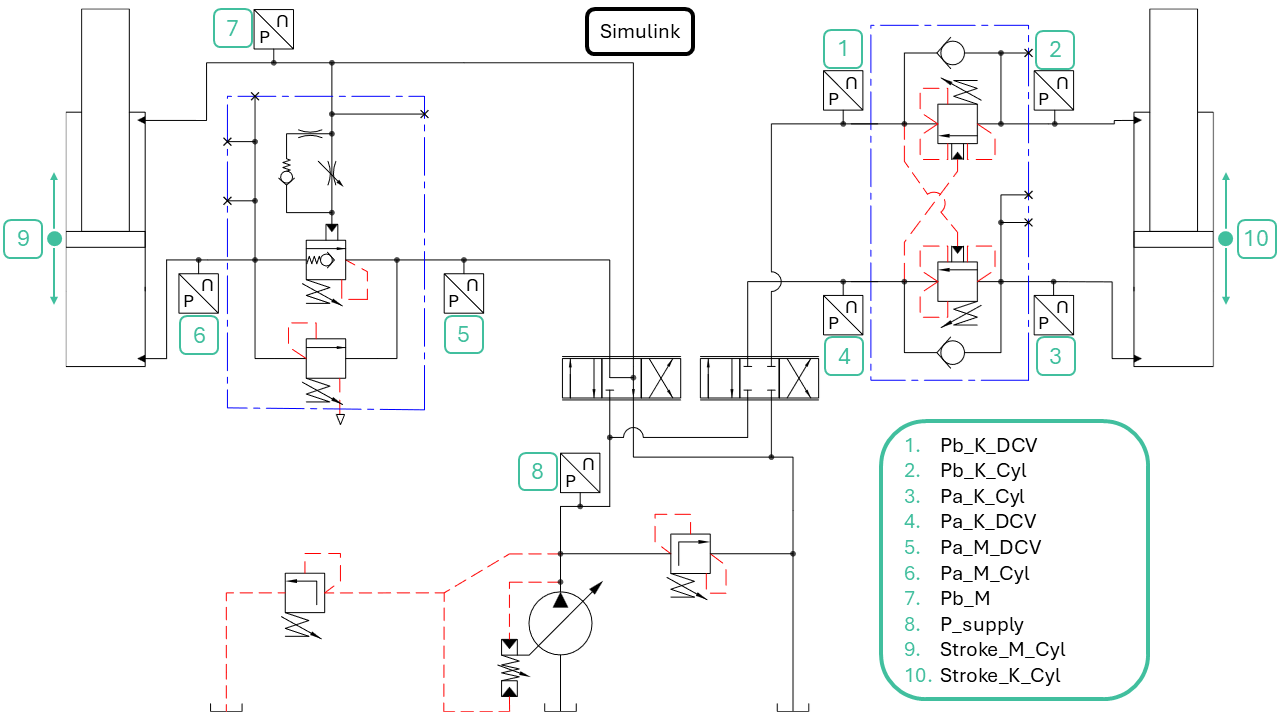 7
P
∩
Simulink
1
2
P
∩
P
∩
9
10
6
P
∩
P
∩
5
4
P
∩
P
∩
3
8
P
∩
1. Pb_K_DCV
2. Pb_K_Cyl
3. Pa_K_Cyl
4. Pa_K_DCV
5. Pa_M_DCV
6. Pa_M_Cyl
7. Pb_M
8. P_supply
9. Stroke_M_Cyl
10. Stroke_K_Cyl